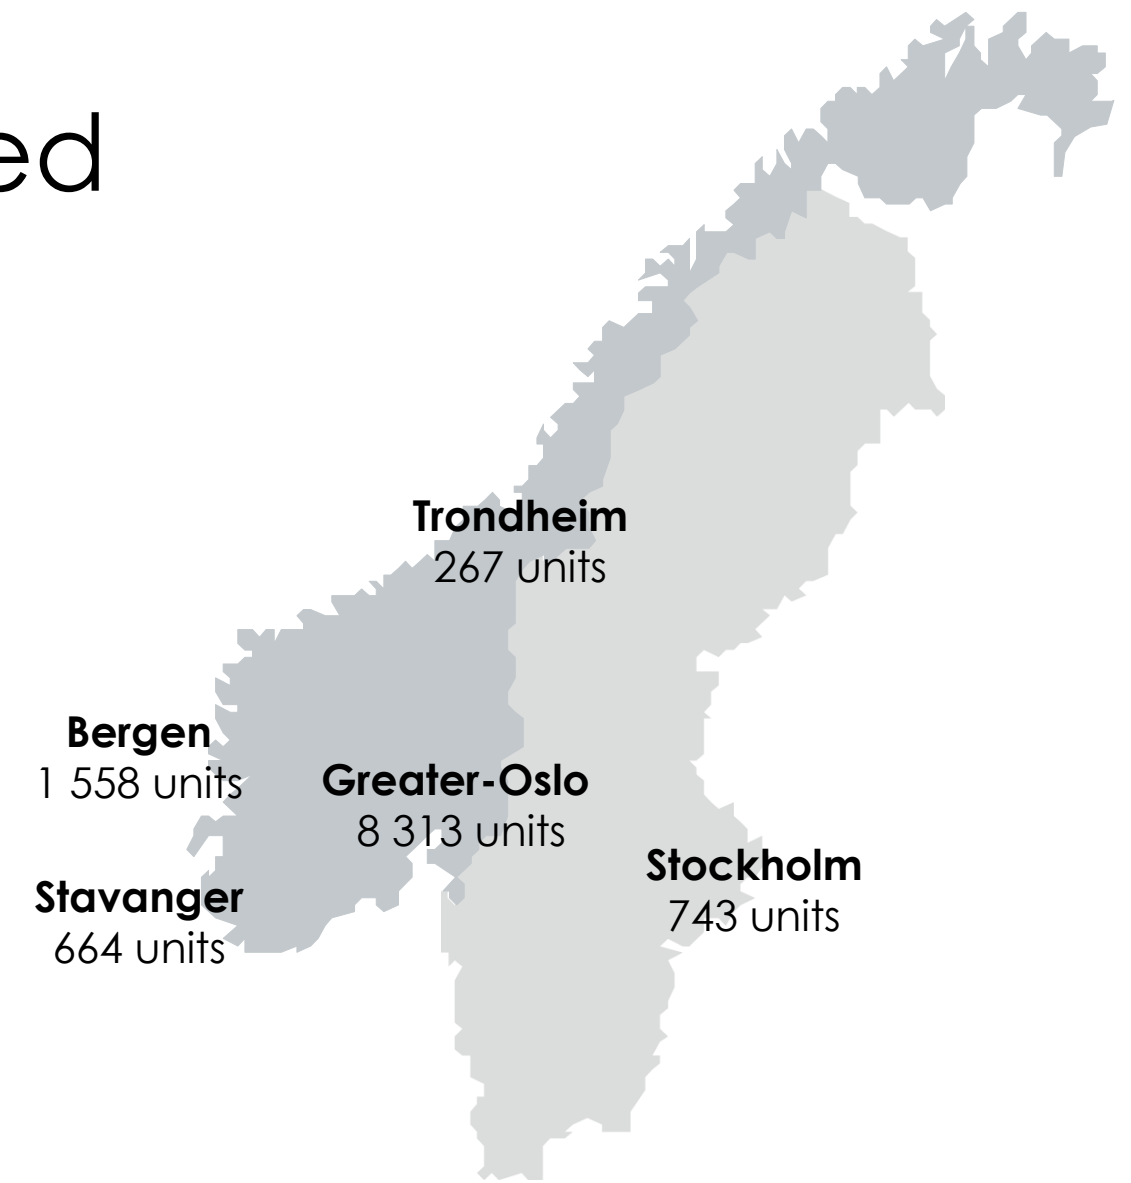 ed
Trondheim
267 units
Bergen
1 558 units
Greater-Oslo
8 313 units
Stockholm
743 units
Stavanger
664 units